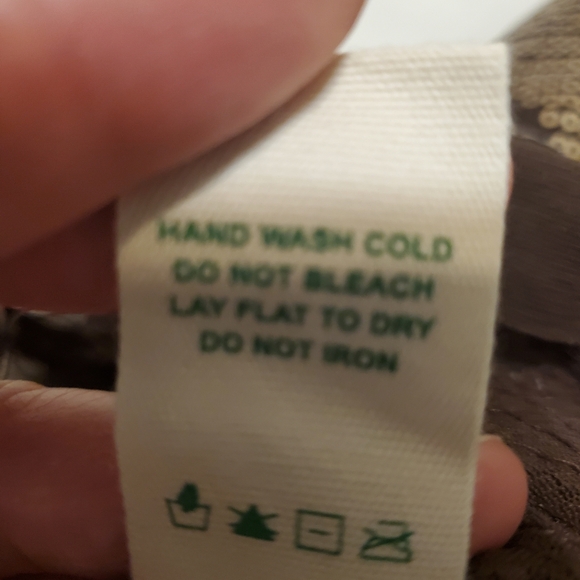 HAND WASH COLD
DO NOT BLEACH
LAY FLAT TO DRY
DO NOT IRON